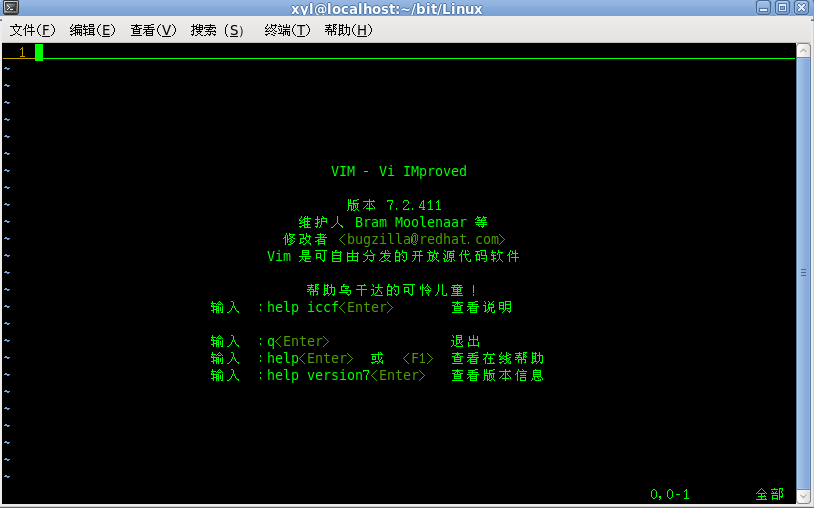 xyl@localhost:~/bit/Linux
文件(F) 编辑(E) 查看(V) 搜索 (S) 终端(T) 帮助(H)
1
~
~
~
~
~
~
~
VIM - Vi IMproved
~
~
版本 7.2.411
~
维护人 Bram Moolenaar 等
~
修改者 <bugzilla@redhat.com>
~
Vim 是可自由分发的开放源代码软件
~
~
帮助乌干达的可怜儿童！
~
输入 :help iccf<Enter> 查看说明
~
~
输入 :q<Enter> 退出
~
输入 :help<Enter> 或 <F1> 查看在线帮助
~
输入 :help version7<Enter> 查看版本信息
~
~
~
~
~
~
0,0-1 全部